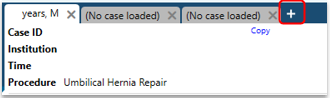 years, M × (No case loaded) × (No case loaded) × +
Copy
Case ID
Institution
Time
Procedure Umbilical Hernia Repair